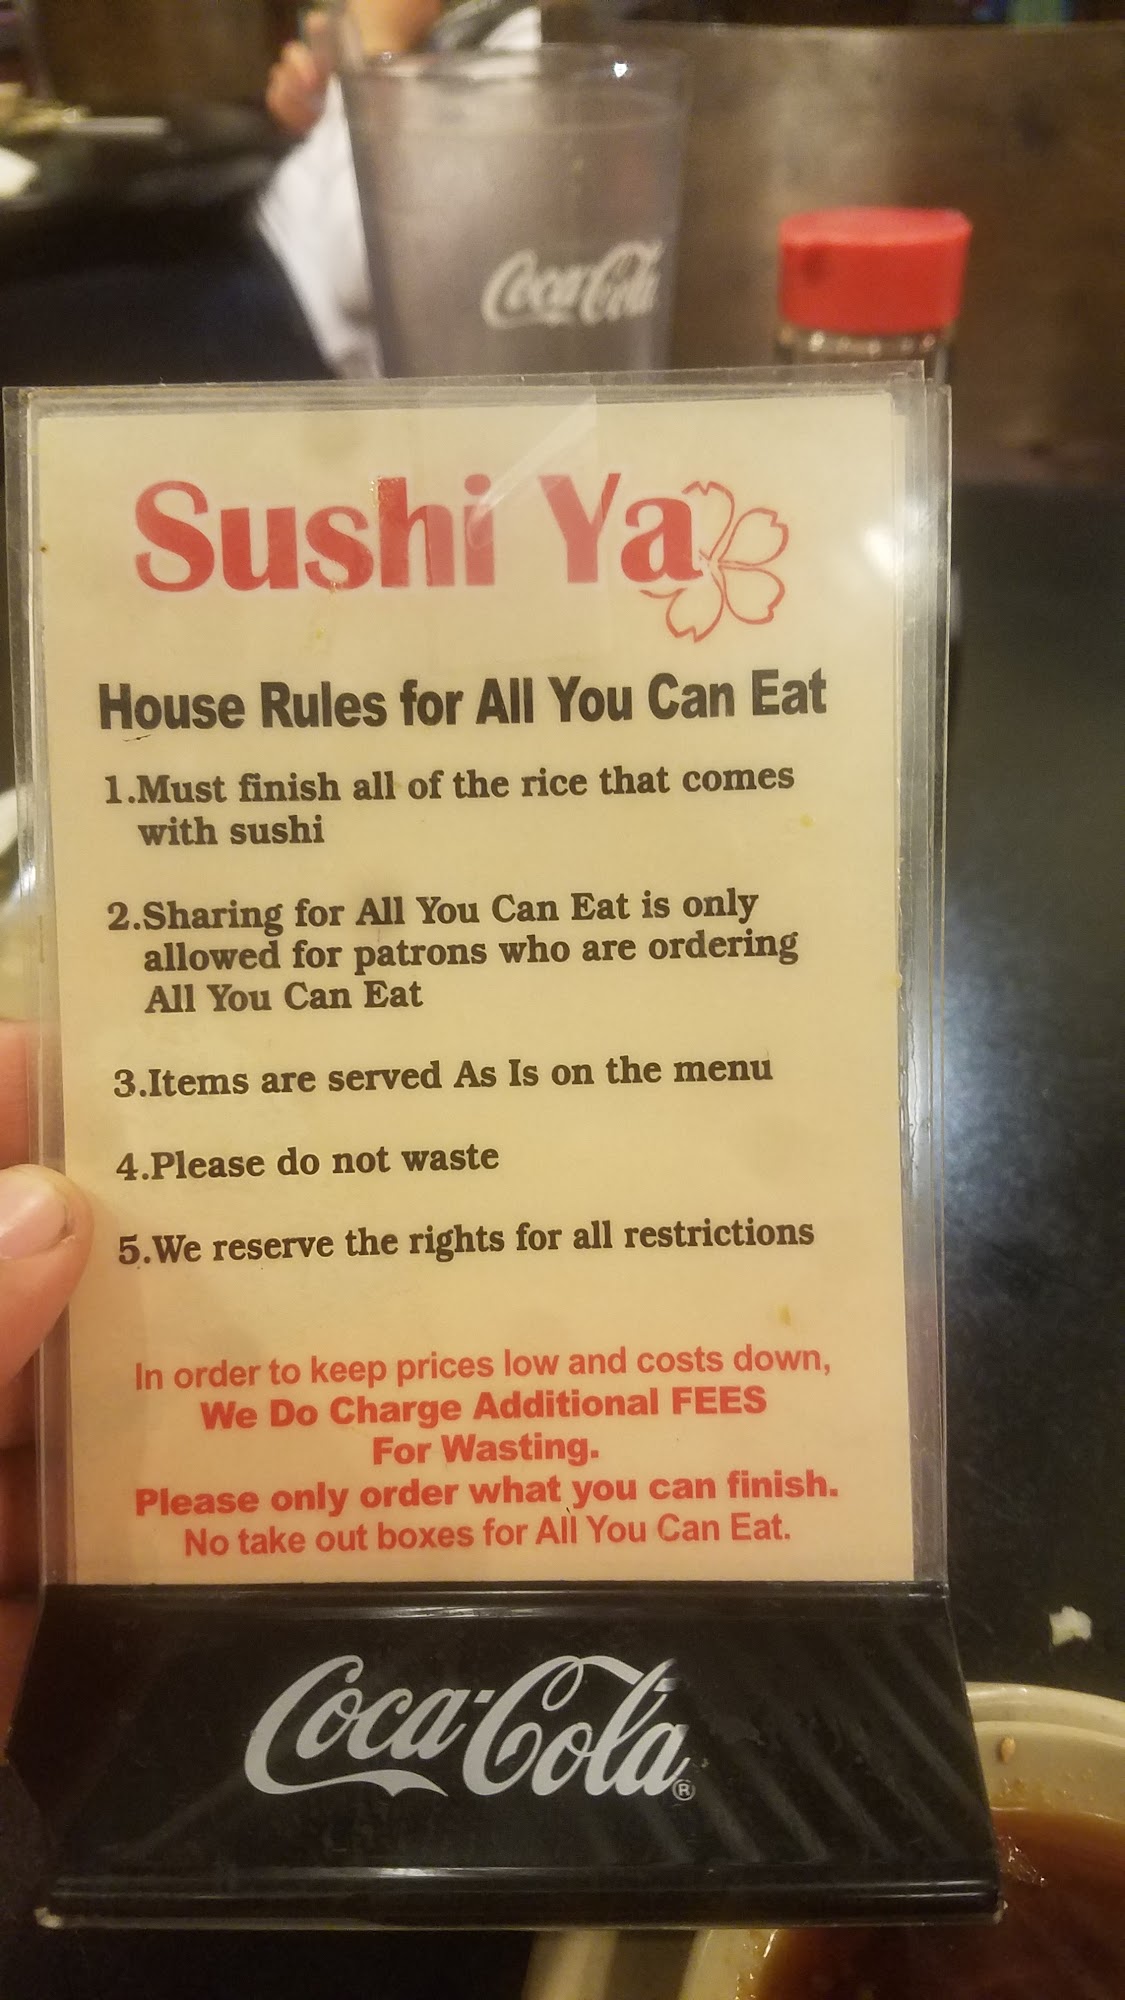 Coca-Cola
Sushi Ya
House Rules for All You Can Eat
1.Must finish all of the rice that comes
with sushi
2.Sharing for All You Can Eat is only
allowed for patrons who are ordering
All You Can Eat
3.Items are served As Is on the menu
4.Please do not waste
5.We reserve the rights for all restrictions
In order to keep prices low and costs down,
We Do Charge Additional FEES
For Wasting.
Please only order what you can finish.
No take out boxes for All You Can Eat.
Coca-Cola®